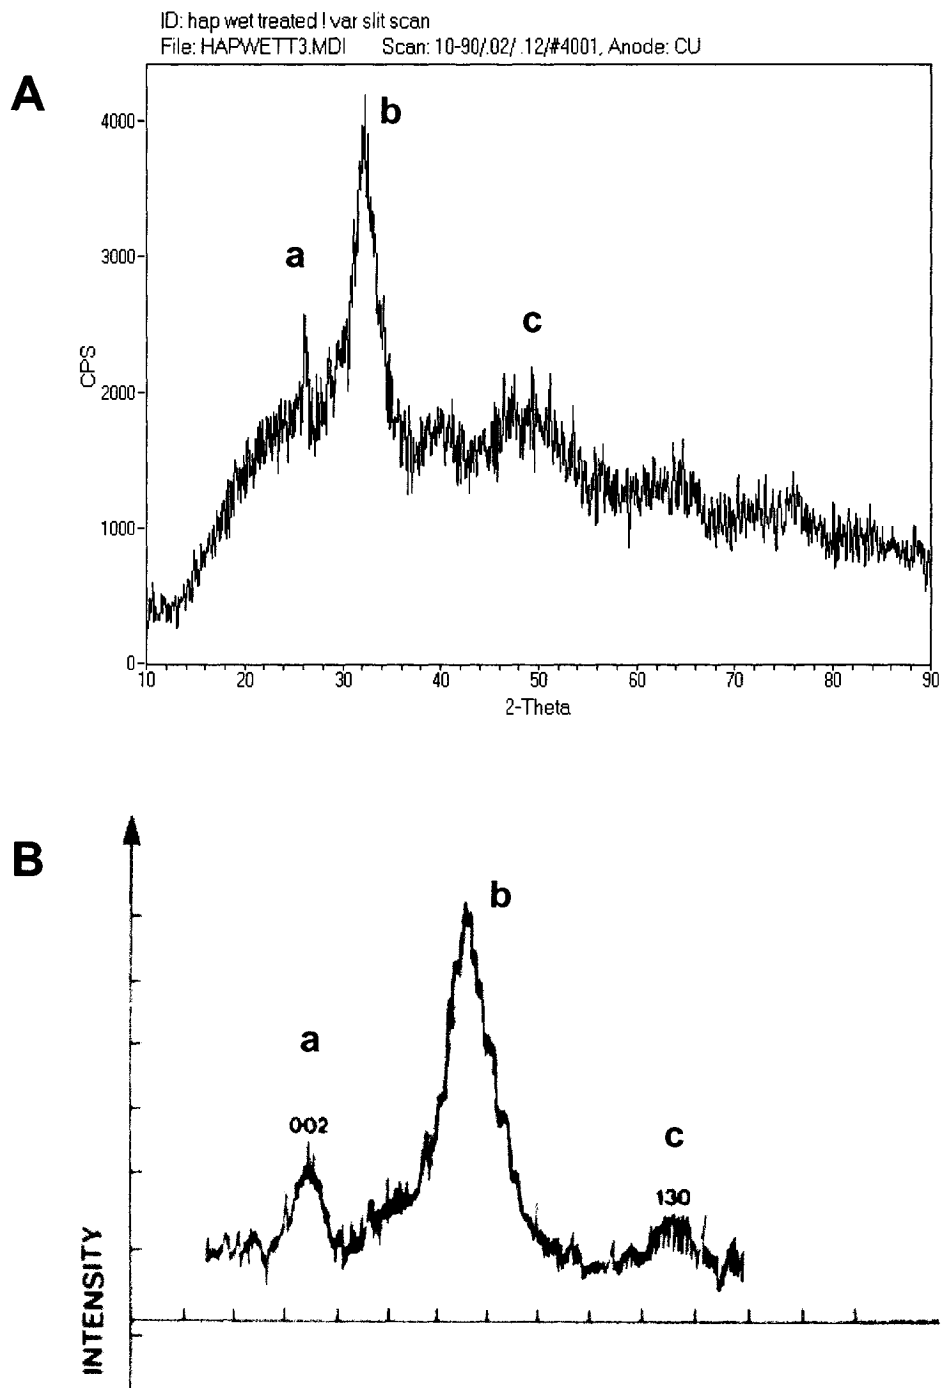 ID: hap wet treated ! var slit scan
File: HAPWETT3.MDI Scan: 10-90/.02/ .12/#4001, Anode: CU
A
b
4000
a
3000
c
CPS
2000
1000
0
10 20 30 40 50 60 70 80 90
2-Theta
B
b
a
002
c
130
INTENSITY